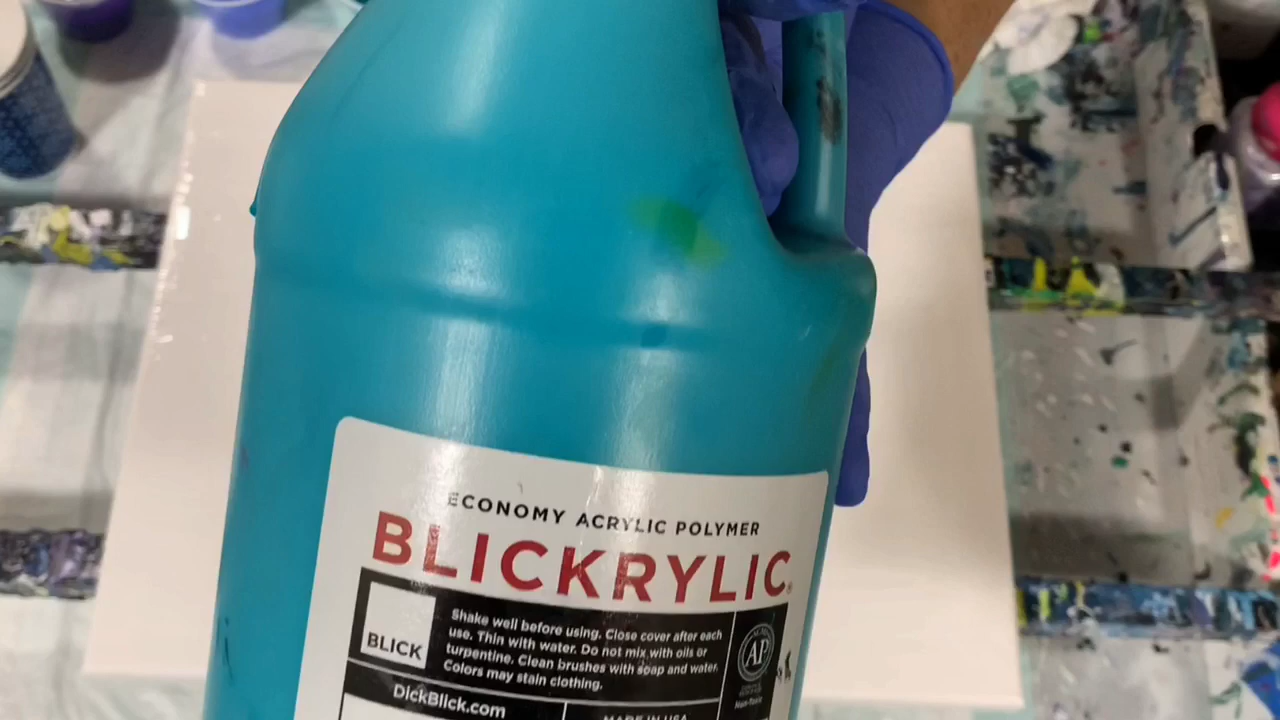 ECONOMY ACRYLIC POLYMER
BLICKRYLIC
BLICK
Shake well before using. Close cover after each
use. Thin with water. Do not mix with oils or
turpentine. Clean brushes with soap and water.
Colors may stain clothing.
AP
Non-Toxic
DickBlick.com
MADE IN USA